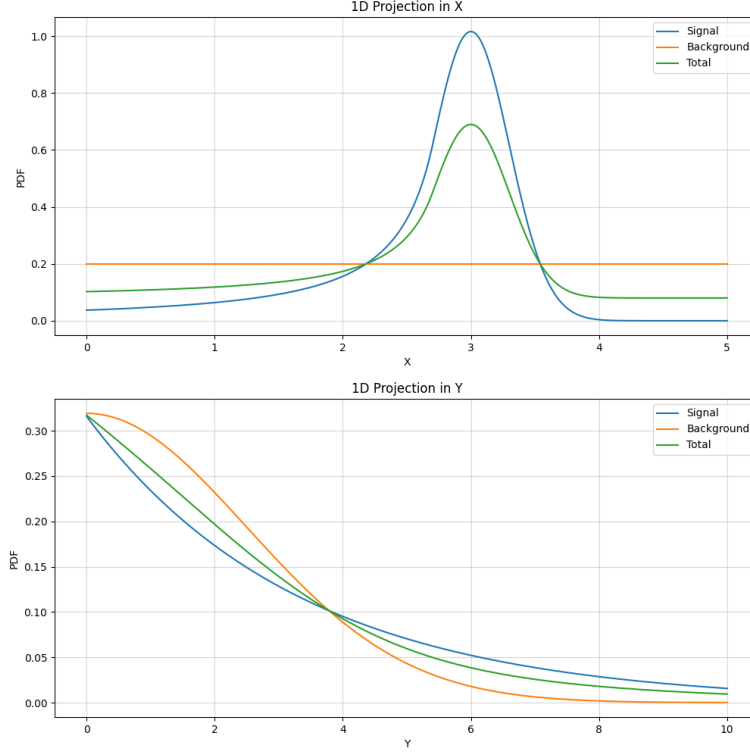 1D Projection in X
1.0
0.8
0.6
0.4
0.2
0.0
PDF
Signal
Background
Total
0 1 2 3 4 5
X
1D Projection in Y
0.30
0.25
0.20
0.15
0.10
0.05
0.00
PDF
Signal
Background
Total
0 2 4 6 8 10
Y